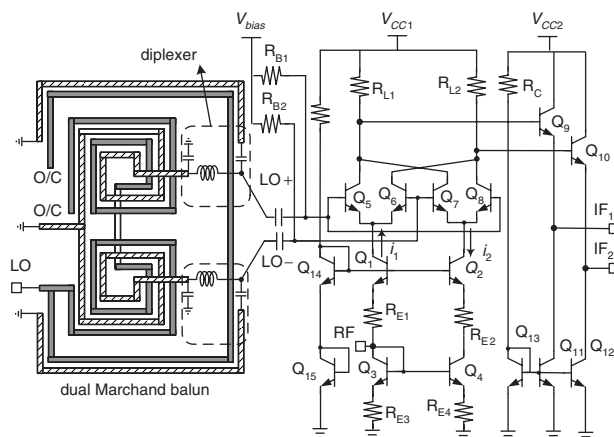 V_bias
V_CC1
V_CC2
diplexer
R_B1
R_B2
R_L1
R_L2
R_C
Q_9
Q_10
O/C
O/C
LO+
LO−
Q_5
Q_6
Q_7
Q_8
IF_1
IF_2
LO
Q_14
Q_1
i_1
Q_2
i_2
R_E1
R_E2
RF
Q_15
Q_3
Q_4
Q_13
Q_11
Q_12
R_E3
R_E4
dual Marchand balun